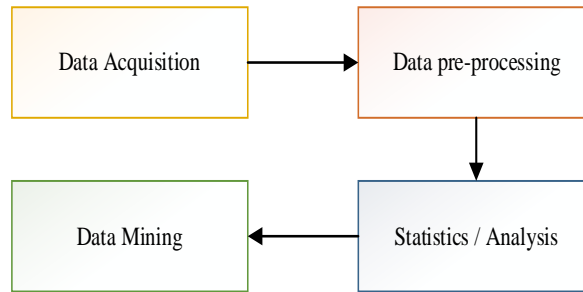 Data Acquisition
Data pre-processing
Statistics / Analysis
Data Mining